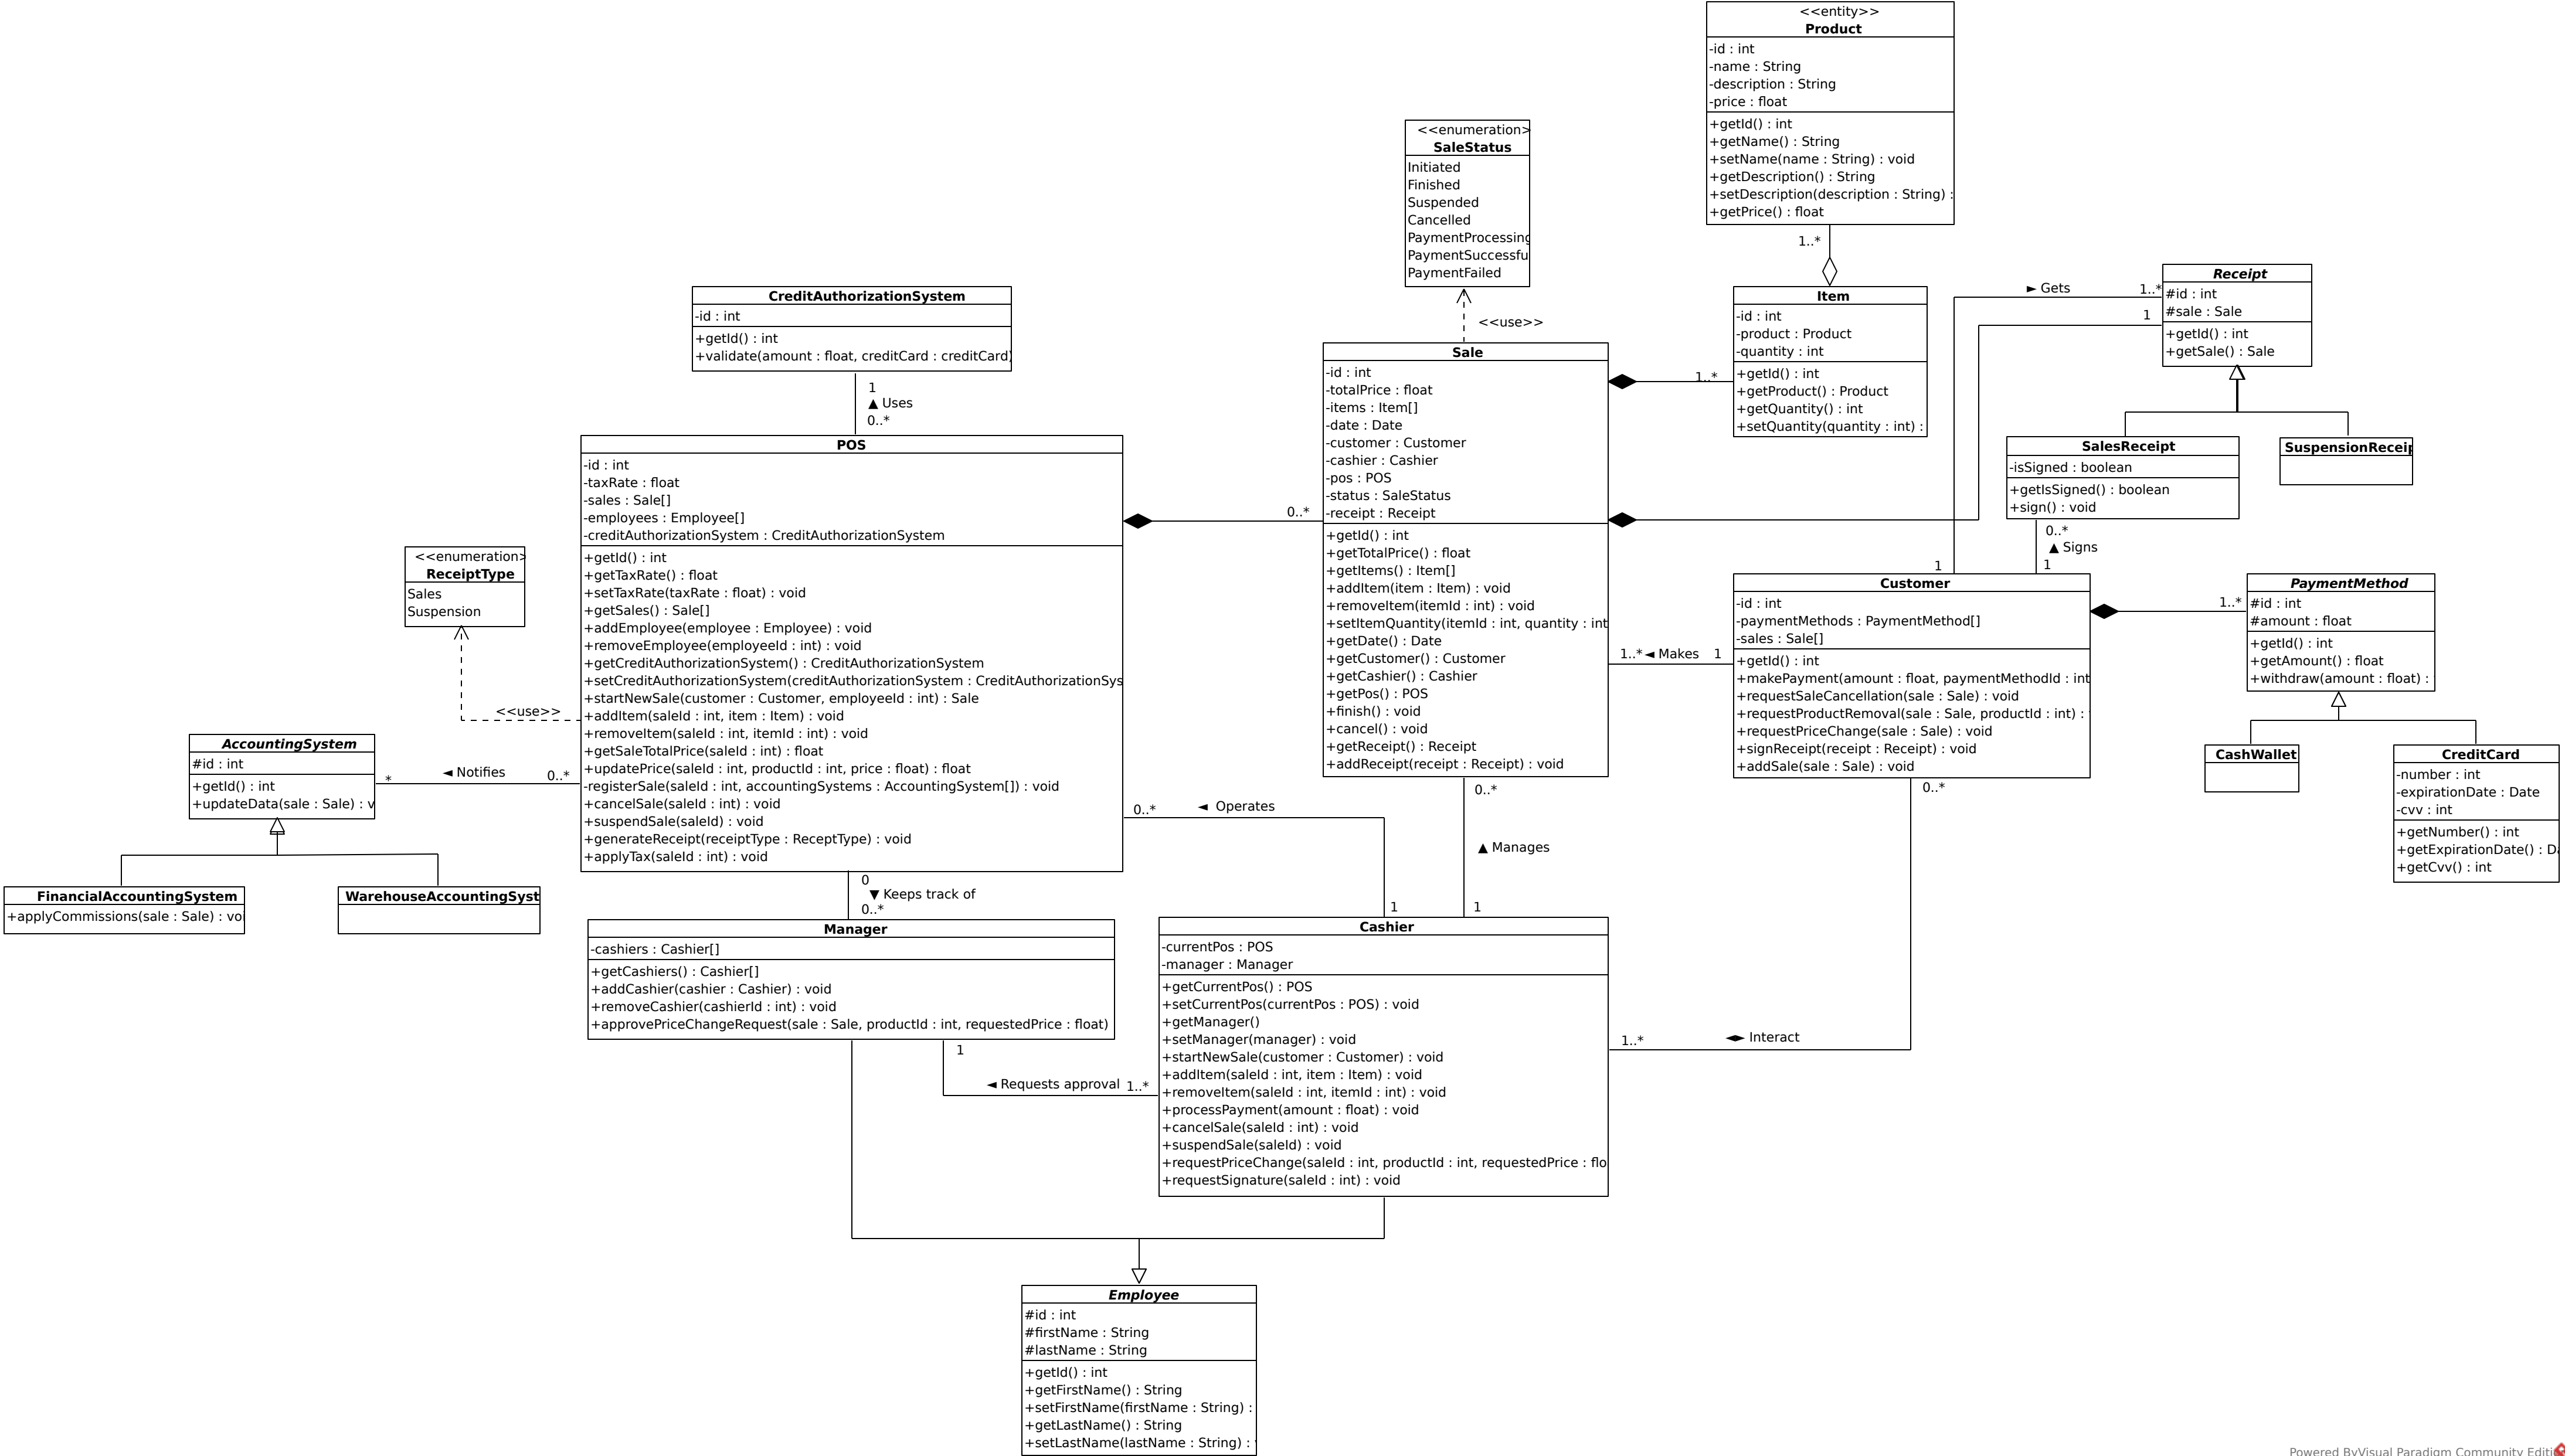 <<entity>>
Product
-id : int
-name : String
-description : String
-price : float
+getId() : int
+getName() : String
+setName(name : String) : void
+getDescription() : String
+setDescription(description : String) :
+getPrice() : float
1..*
<<enumeration>
SaleStatus
Initiated
Finished
Suspended
Cancelled
PaymentProcessing
PaymentSuccessfu
PaymentFailed
<<use>>
Item
-id : int
-product : Product
-quantity : int
+getId() : int
+getProduct() : Product
+getQuantity() : int
+setQuantity(quantity : int) :
1..*
Receipt
#id : int
#sale : Sale
+getId() : int
+getSale() : Sale
► Gets
1..*
1
1
SalesReceipt
-isSigned : boolean
+getIsSigned() : boolean
+sign() : void
SuspensionReceip
0..*
▲ Signs
1
CreditAuthorizationSystem
-id : int
+getId() : int
+validate(amount : float, creditCard : creditCard)
1
▲ Uses
0..*
POS
-id : int
-taxRate : float
-sales : Sale[]
-employees : Employee[]
-creditAuthorizationSystem : CreditAuthorizationSystem
+getId() : int
+getTaxRate() : float
+setTaxRate(taxRate : float) : void
+getSales() : Sale[]
+addEmployee(employee : Employee) : void
+removeEmployee(employeeId : int) : void
+getCreditAuthorizationSystem() : CreditAuthorizationSystem
+setCreditAuthorizationSystem(creditAuthorizationSystem : CreditAuthorizationSys
+startNewSale(customer : Customer, employeeId : int) : Sale
+addItem(saleId : int, item : Item) : void
+removeItem(saleId : int, itemId : int) : void
+getSaleTotalPrice(saleId : int) : float
+updatePrice(saleId : int, productId : int, price : float) : float
-registerSale(saleId : int, accountingSystems : AccountingSystem[]) : void
+cancelSale(saleId : int) : void
+suspendSale(saleId) : void
+generateReceipt(receiptType : ReceptType) : void
+applyTax(saleId : int) : void
0..*
Sale
-id : int
-totalPrice : float
-items : Item[]
-date : Date
-customer : Customer
-cashier : Cashier
-pos : POS
-status : SaleStatus
-receipt : Receipt
+getId() : int
+getTotalPrice() : float
+getItems() : Item[]
+addItem(item : Item) : void
+removeItem(itemId : int) : void
+setItemQuantity(itemId : int, quantity : int
+getDate() : Date
+getCustomer() : Customer
+getCashier() : Cashier
+getPos() : POS
+finish() : void
+cancel() : void
+getReceipt() : Receipt
+addReceipt(receipt : Receipt) : void
1..*
◄ Makes
1
Customer
-id : int
-paymentMethods : PaymentMethod[]
-sales : Sale[]
+getId() : int
+makePayment(amount : float, paymentMethodId : int
+requestSaleCancellation(sale : Sale) : void
+requestProductRemoval(sale : Sale, productId : int) :
+requestPriceChange(sale : Sale) : void
+signReceipt(receipt : Receipt) : void
+addSale(sale : Sale) : void
1..*
PaymentMethod
#id : int
#amount : float
+getId() : int
+getAmount() : float
+withdraw(amount : float) :
CashWallet
CreditCard
-number : int
-expirationDate : Date
-cvv : int
+getNumber() : int
+getExpirationDate() : Da
+getCvv() : int
<<enumeration>
ReceiptType
Sales
Suspension
<<use>>
AccountingSystem
#id : int
+getId() : int
+updateData(sale : Sale) : v
*
◄ Notifies
0..*
FinancialAccountingSystem
+applyCommissions(sale : Sale) : voi
WarehouseAccountingSyst
0
▼ Keeps track of
0..*
Manager
-cashiers : Cashier[]
+getCashiers() : Cashier[]
+addCashier(cashier : Cashier) : void
+removeCashier(cashierId : int) : void
+approvePriceChangeRequest(sale : Sale, productId : int, requestedPrice : float)
0..*
◄ Operates
1
0..*
▲ Manages
1
0..*
Cashier
-currentPos : POS
-manager : Manager
+getCurrentPos() : POS
+setCurrentPos(currentPos : POS) : void
+getManager()
+setManager(manager) : void
+startNewSale(customer : Customer) : void
+addItem(saleId : int, item : Item) : void
+removeItem(saleId : int, itemId : int) : void
+processPayment(amount : float) : void
+cancelSale(saleId : int) : void
+suspendSale(saleId) : void
+requestPriceChange(saleId : int, productId : int, requestedPrice : flo
+requestSignature(saleId : int) : void
1..*
◄► Interact
1
◄ Requests approval
1..*
Employee
#id : int
#firstName : String
#lastName : String
+getId() : int
+getFirstName() : String
+setFirstName(firstName : String) :
+getLastName() : String
+setLastName(lastName : String) :
Powered ByVisual Paradigm Community Editi